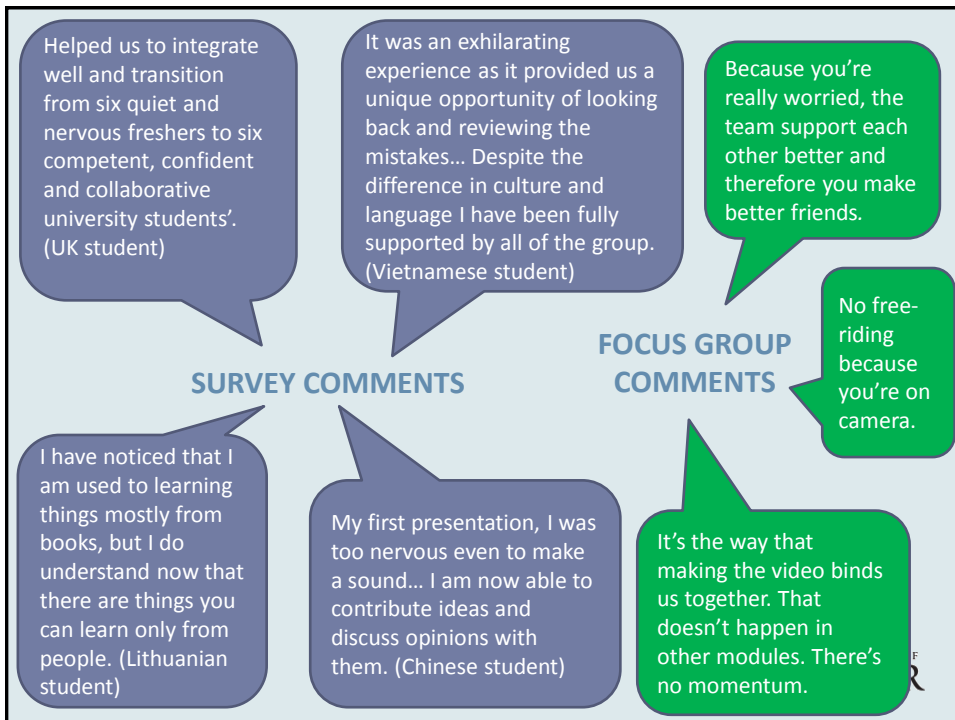 Helped us to integrate
well and transition
from six quiet and
nervous freshers to six
competent, confident
and collaborative
university students'.
(UK student)
It was an exhilarating
experience as it provided us a
unique opportunity of looking
back and reviewing the
mistakes… Despite the
difference in culture and
language I have been fully
supported by all of the group.
(Vietnamese student)
Because you're
really worried, the
team support each
other better and
therefore you make
better friends.
No free-
riding
because
you're on
camera.
FOCUS GROUP
COMMENTS
SURVEY COMMENTS
I have noticed that I
am used to learning
things mostly from
books, but I do
understand now that
there are things you
can learn only from
people. (Lithuanian
student)
My first presentation, I was
too nervous even to make
a sound… I am now able to
contribute ideas and
discuss opinions with
them. (Chinese student)
It's the way that
making the video binds
us together. That
doesn't happen in
other modules. There's
no momentum.
F
R